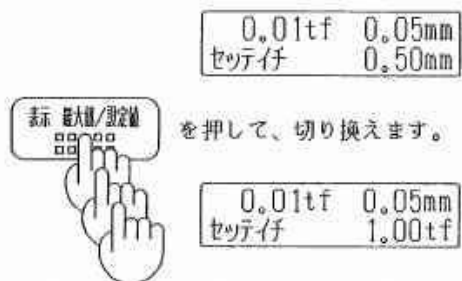 0.01tf 0.05mm
セッテイチ 0.50mm
表示 最大値/設定値
を押して、切り換えます。
0.01tf 0.05mm
セッテイチ 1.00tf